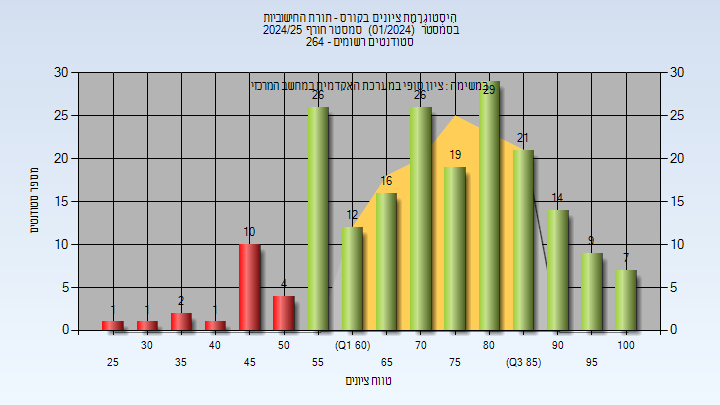 היסטוגרמת ציונים בקורס - תורת החישוביות
בסמסטר (01/2024) סמסטר חורף 2024/25
סטודנטים רשומים - 264
במשימה : ציון סופי במערכת האקדמית במחשב המרכזי
מספר סטודנטים
30 25 20 15 10 5 0
1 1 2 1 10 4 26 12 16 26 19 29 21 14 9 7
30 25 20 15 10 5 0
30 40 50 (Q1 60) 70 80 90 100
25 35 45 55 65 75 (Q3 85) 95
טווח ציונים